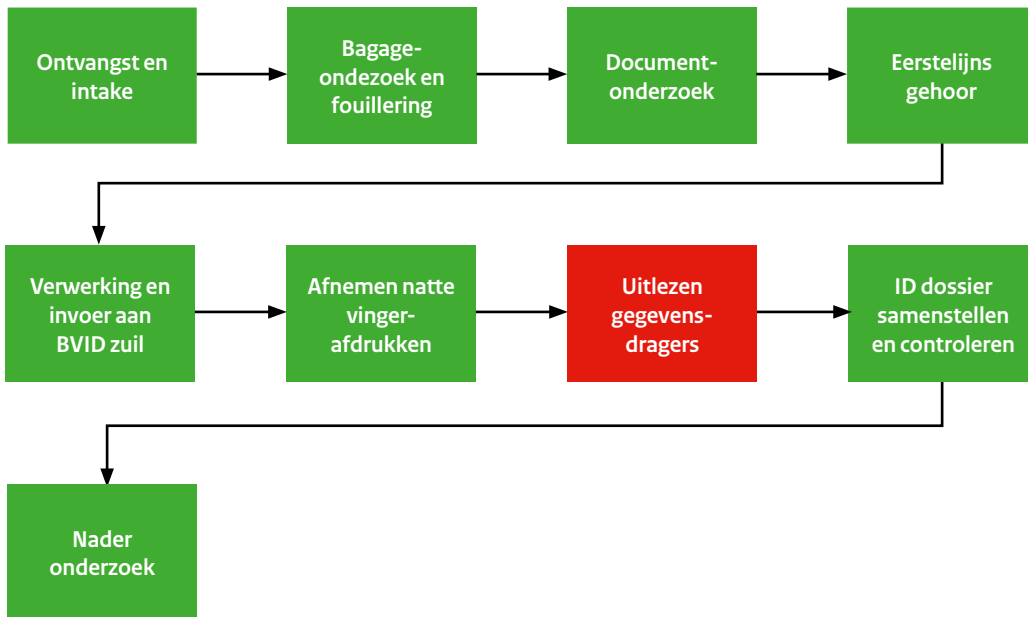 Ontvangst en
intake
Bagage-
ondezoek en
fouillering
Document-
onderzoek
Eerstelijns
gehoor
Verwerking en
invoer aan
BVID zuil
Afnemen natte
vinger-
afdrukken
Uitlezen
gegevens-
dragers
ID dossier
samenstellen
en controleren
Nader
onderzoek